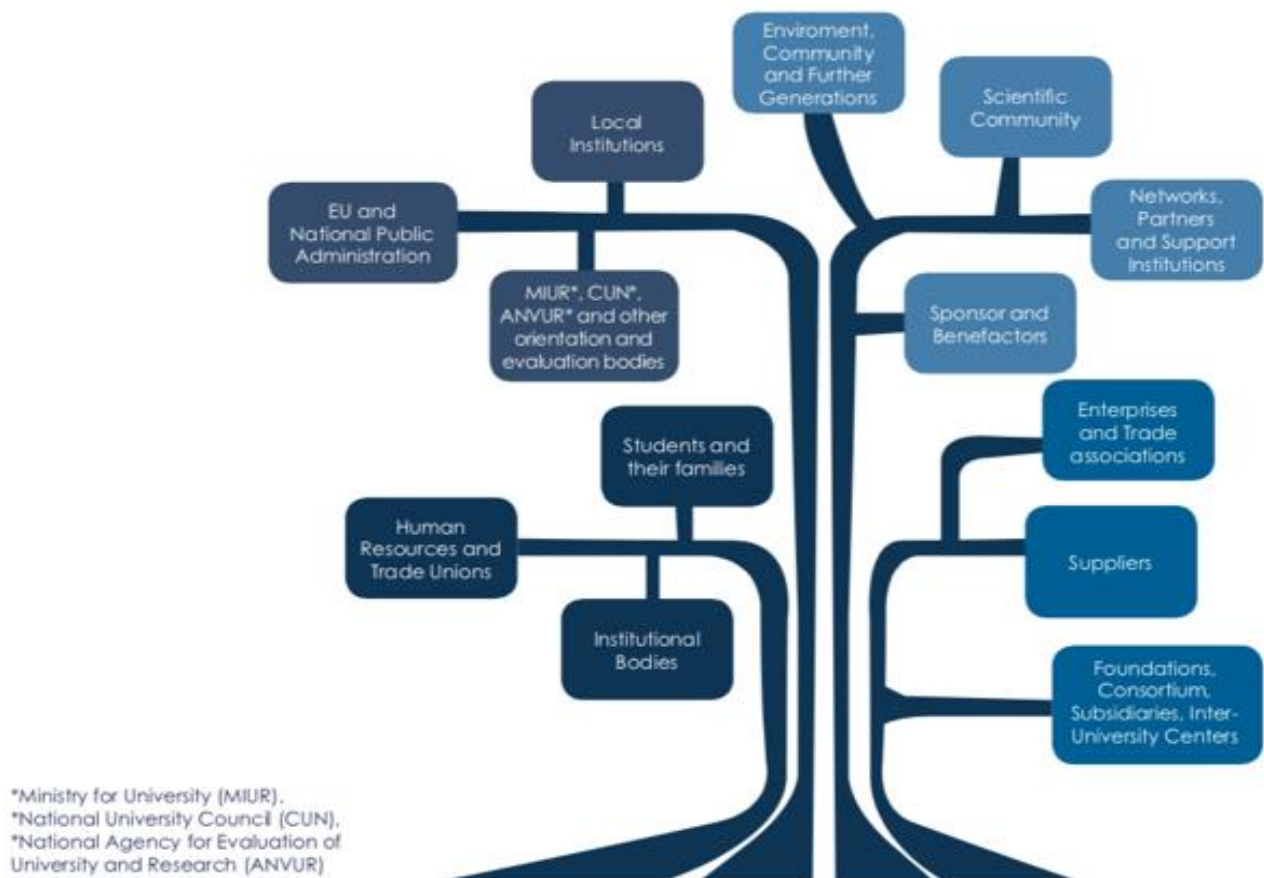 Enviroment,
Community
and Further
Generations
Scientific
Community
Local
Institutions
EU and
National Public
Administration
Networks,
Partners
and Support
Institutions
MIUR*, CUN*,
ANVUR* and other
orientation and
evaluation bodies
Sponsor and
Benefactors
Enterprises
and Trade
associations
Students and
their families
Human
Resources and
Trade Unions
Suppliers
Institutional
Bodies
Foundations,
Consortium,
Subsidiaries, Inter-
University Centers
*Ministry for University (MIUR),
*National University Council (CUN),
*National Agency for Evaluation of
University and Research (ANVUR)